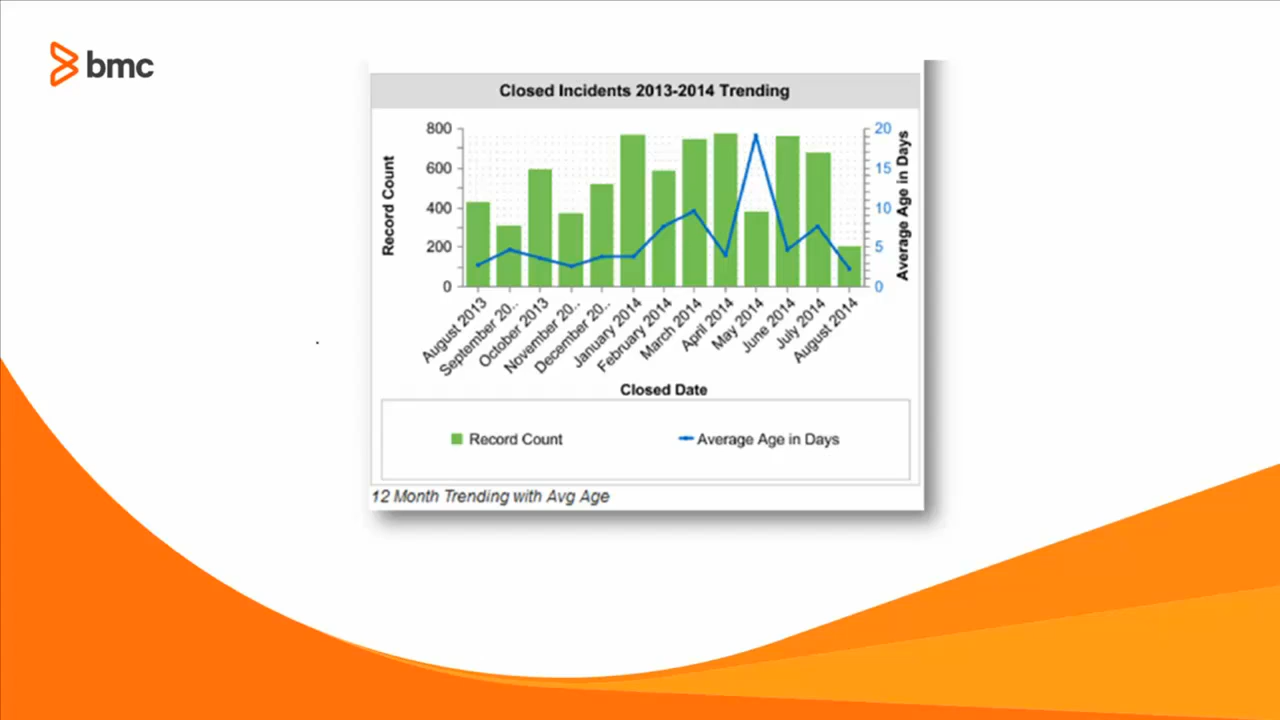 bmc
Closed Incidents 2013-2014 Trending
800
600
400
200
0
Record Count
20
15
10
5
0
Average Age in Days
August 2013
September 20..
October 2013
November 20..
December 20..
January 2014
February 2014
March 2014
April 2014
May 2014
June 2014
July 2014
August 2014
Closed Date
Record Count
Average Age in Days
12 Month Trending with Avg Age